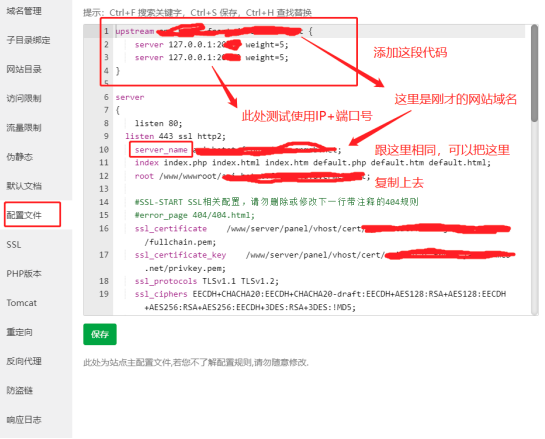 域名管理
子目录绑定
网站目录
访问限制
流量限制
伪静态
默认文档
配置文件
SSL
PHP版本
Tomcat
重定向
反向代理
防盗链
响应日志
提示：Ctrl+F 搜索关键字，Ctrl+S 保存，Ctrl+H 查找替换
1 upstream {
2 server 127.0.0.1:20 weight=5;
3 server 127.0.0.1:20 weight=5;
4 }
5
6 server
7 {
8 listen 80;
9 listen 443 ssl http2;
10 server_name
11 index index.php index.html index.htm default.php default.htm default.html;
12 root /www/wwwroot/
13
14 #SSL-START SSL相关配置，请勿删除或修改下一行带注释的404规则
15 #error_page 404/404.html;
16 ssl_certificate /www/server/panel/vhost/cert/
/fullchain.pem;
17 ssl_certificate_key /www/server/panel/vhost/cert/
.net/privkey.pem;
18 ssl_protocols TLSv1.1 TLSv1.2;
19 ssl_ciphers EECDH+CHACHA20:EECDH+CHACHA20-draft:EECDH+AES128:RSA+AES128:EECDH
+AES256:RSA+AES256:EECDH+3DES:RSA+3DES:!MD5;
添加这段代码
这里是刚才的网站域名
此处测试使用IP+端口号
跟这里相同，可以把这里
复制上去
保存
此处为站点主配置文件,若您不了解配置规则,请勿随意修改.